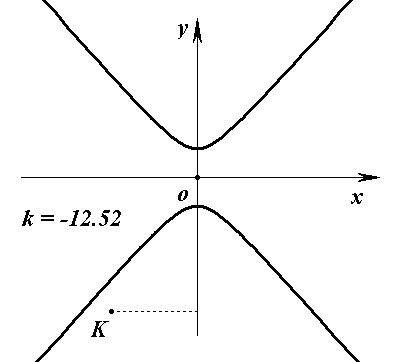 y
o
x
k = -12.52
K